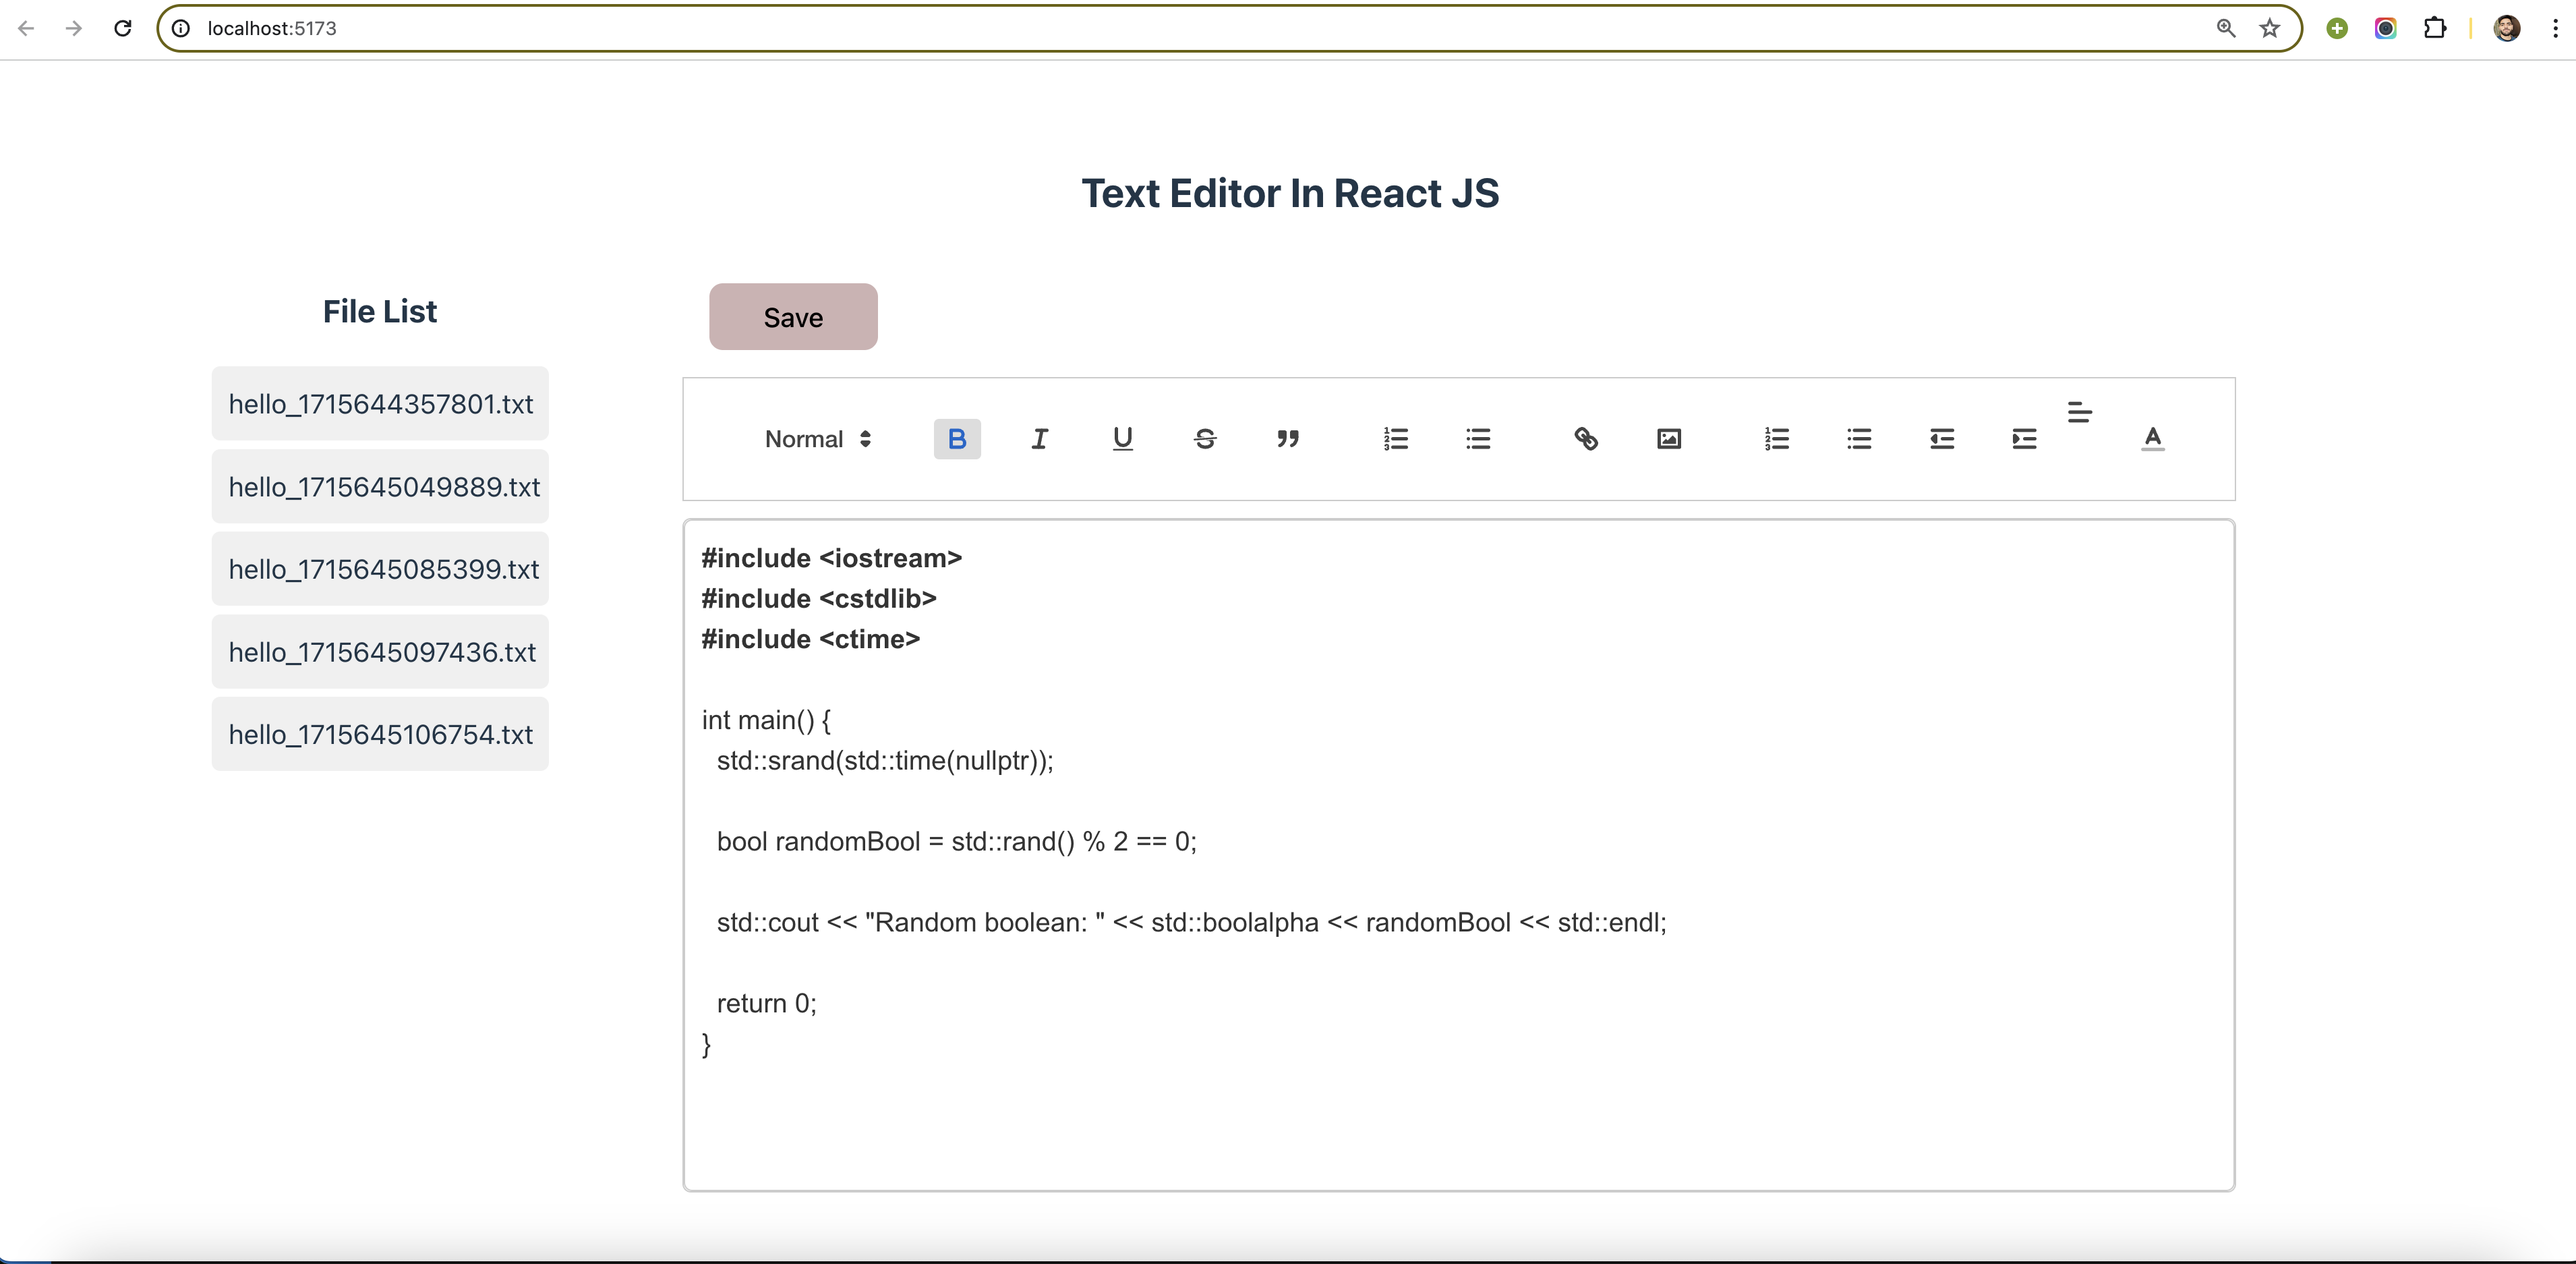 localhost:5173
Text Editor In React JS
File List
hello_1715644357801.txt
hello_1715645049889.txt
hello_1715645085399.txt
hello_1715645097436.txt
hello_1715645106754.txt
Save
Normal
#include <iostream>
#include <cstdlib>
#include <ctime>
int main() {
std::srand(std::time(nullptr));
bool randomBool = std::rand() % 2 == 0;
std::cout << "Random boolean: " << std::boolalpha << randomBool << std::endl;
return 0;
}